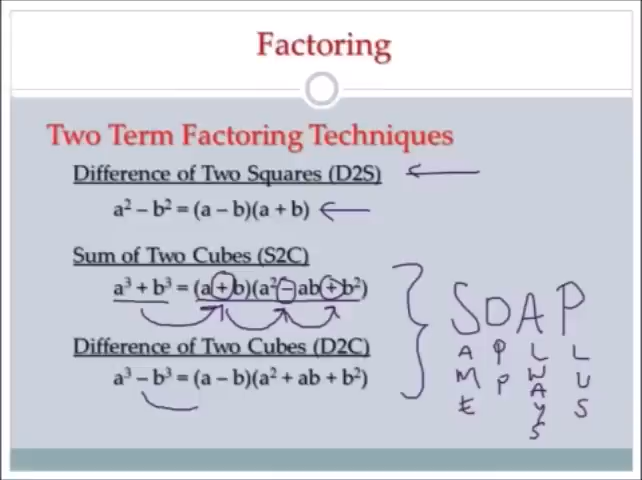 Factoring
Two Term Factoring Techniques
Difference of Two Squares (D2S)
a² − b² = (a − b)(a + b)
Sum of Two Cubes (S2C)
a³ + b³ = (a + b)(a² − ab + b²)
Difference of Two Cubes (D2C)
a³ − b³ = (a − b)(a² + ab + b²)
SOAP
A P L L
M P W U
E A S
Y
S